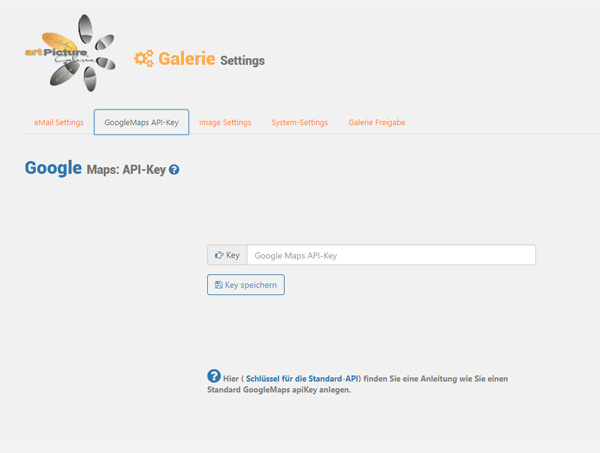 artPicture
Galerie
Galerie Settings
eMail Settings GoogleMaps API-Key Image Settings System-Settings Galerie Freigabe
Google Maps: API-Key ?
Key Google Maps API-Key
Key speichern
? Hier ( Schlüssel für die Standard-API) finden Sie eine Anleitung wie Sie einen
Standard GoogleMaps apiKey anlegen.